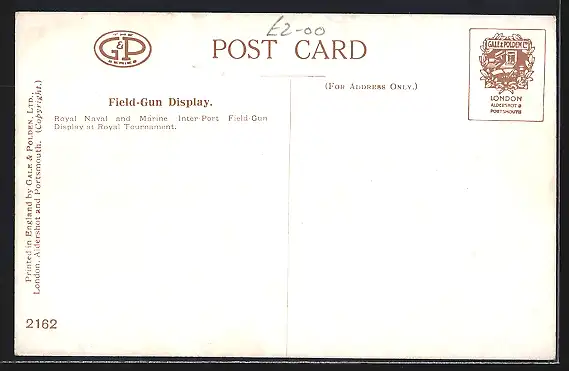 £2-00
THE
G&P
SERIES
POST CARD
GALE & POLDEN LTD
LONDON
ALDERSHOT &
PORTSMOUTH
(FOR ADDRESS ONLY.)
Field-Gun Display.
Royal Naval and Marine Inter-Port Field-Gun
Display at Royal Tournament.
Printed in England by GALE & POLDEN, LTD.,
London, Aldershot and Portsmouth. (Copyright.)
2162